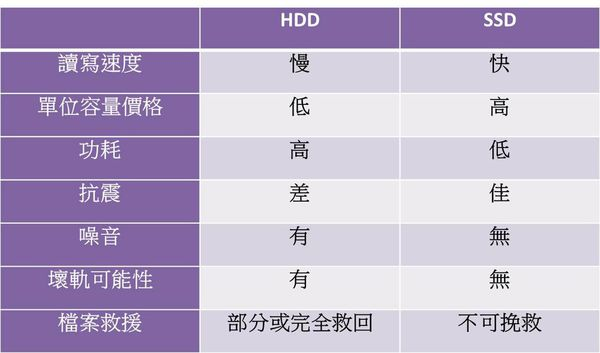 HDD SSD
讀寫速度 慢 快
單位容量價格 低 高
功耗 高 低
抗震 差 佳
噪音 有 無
壞軌可能性 有 無
檔案救援 部分或完全救回 不可挽救